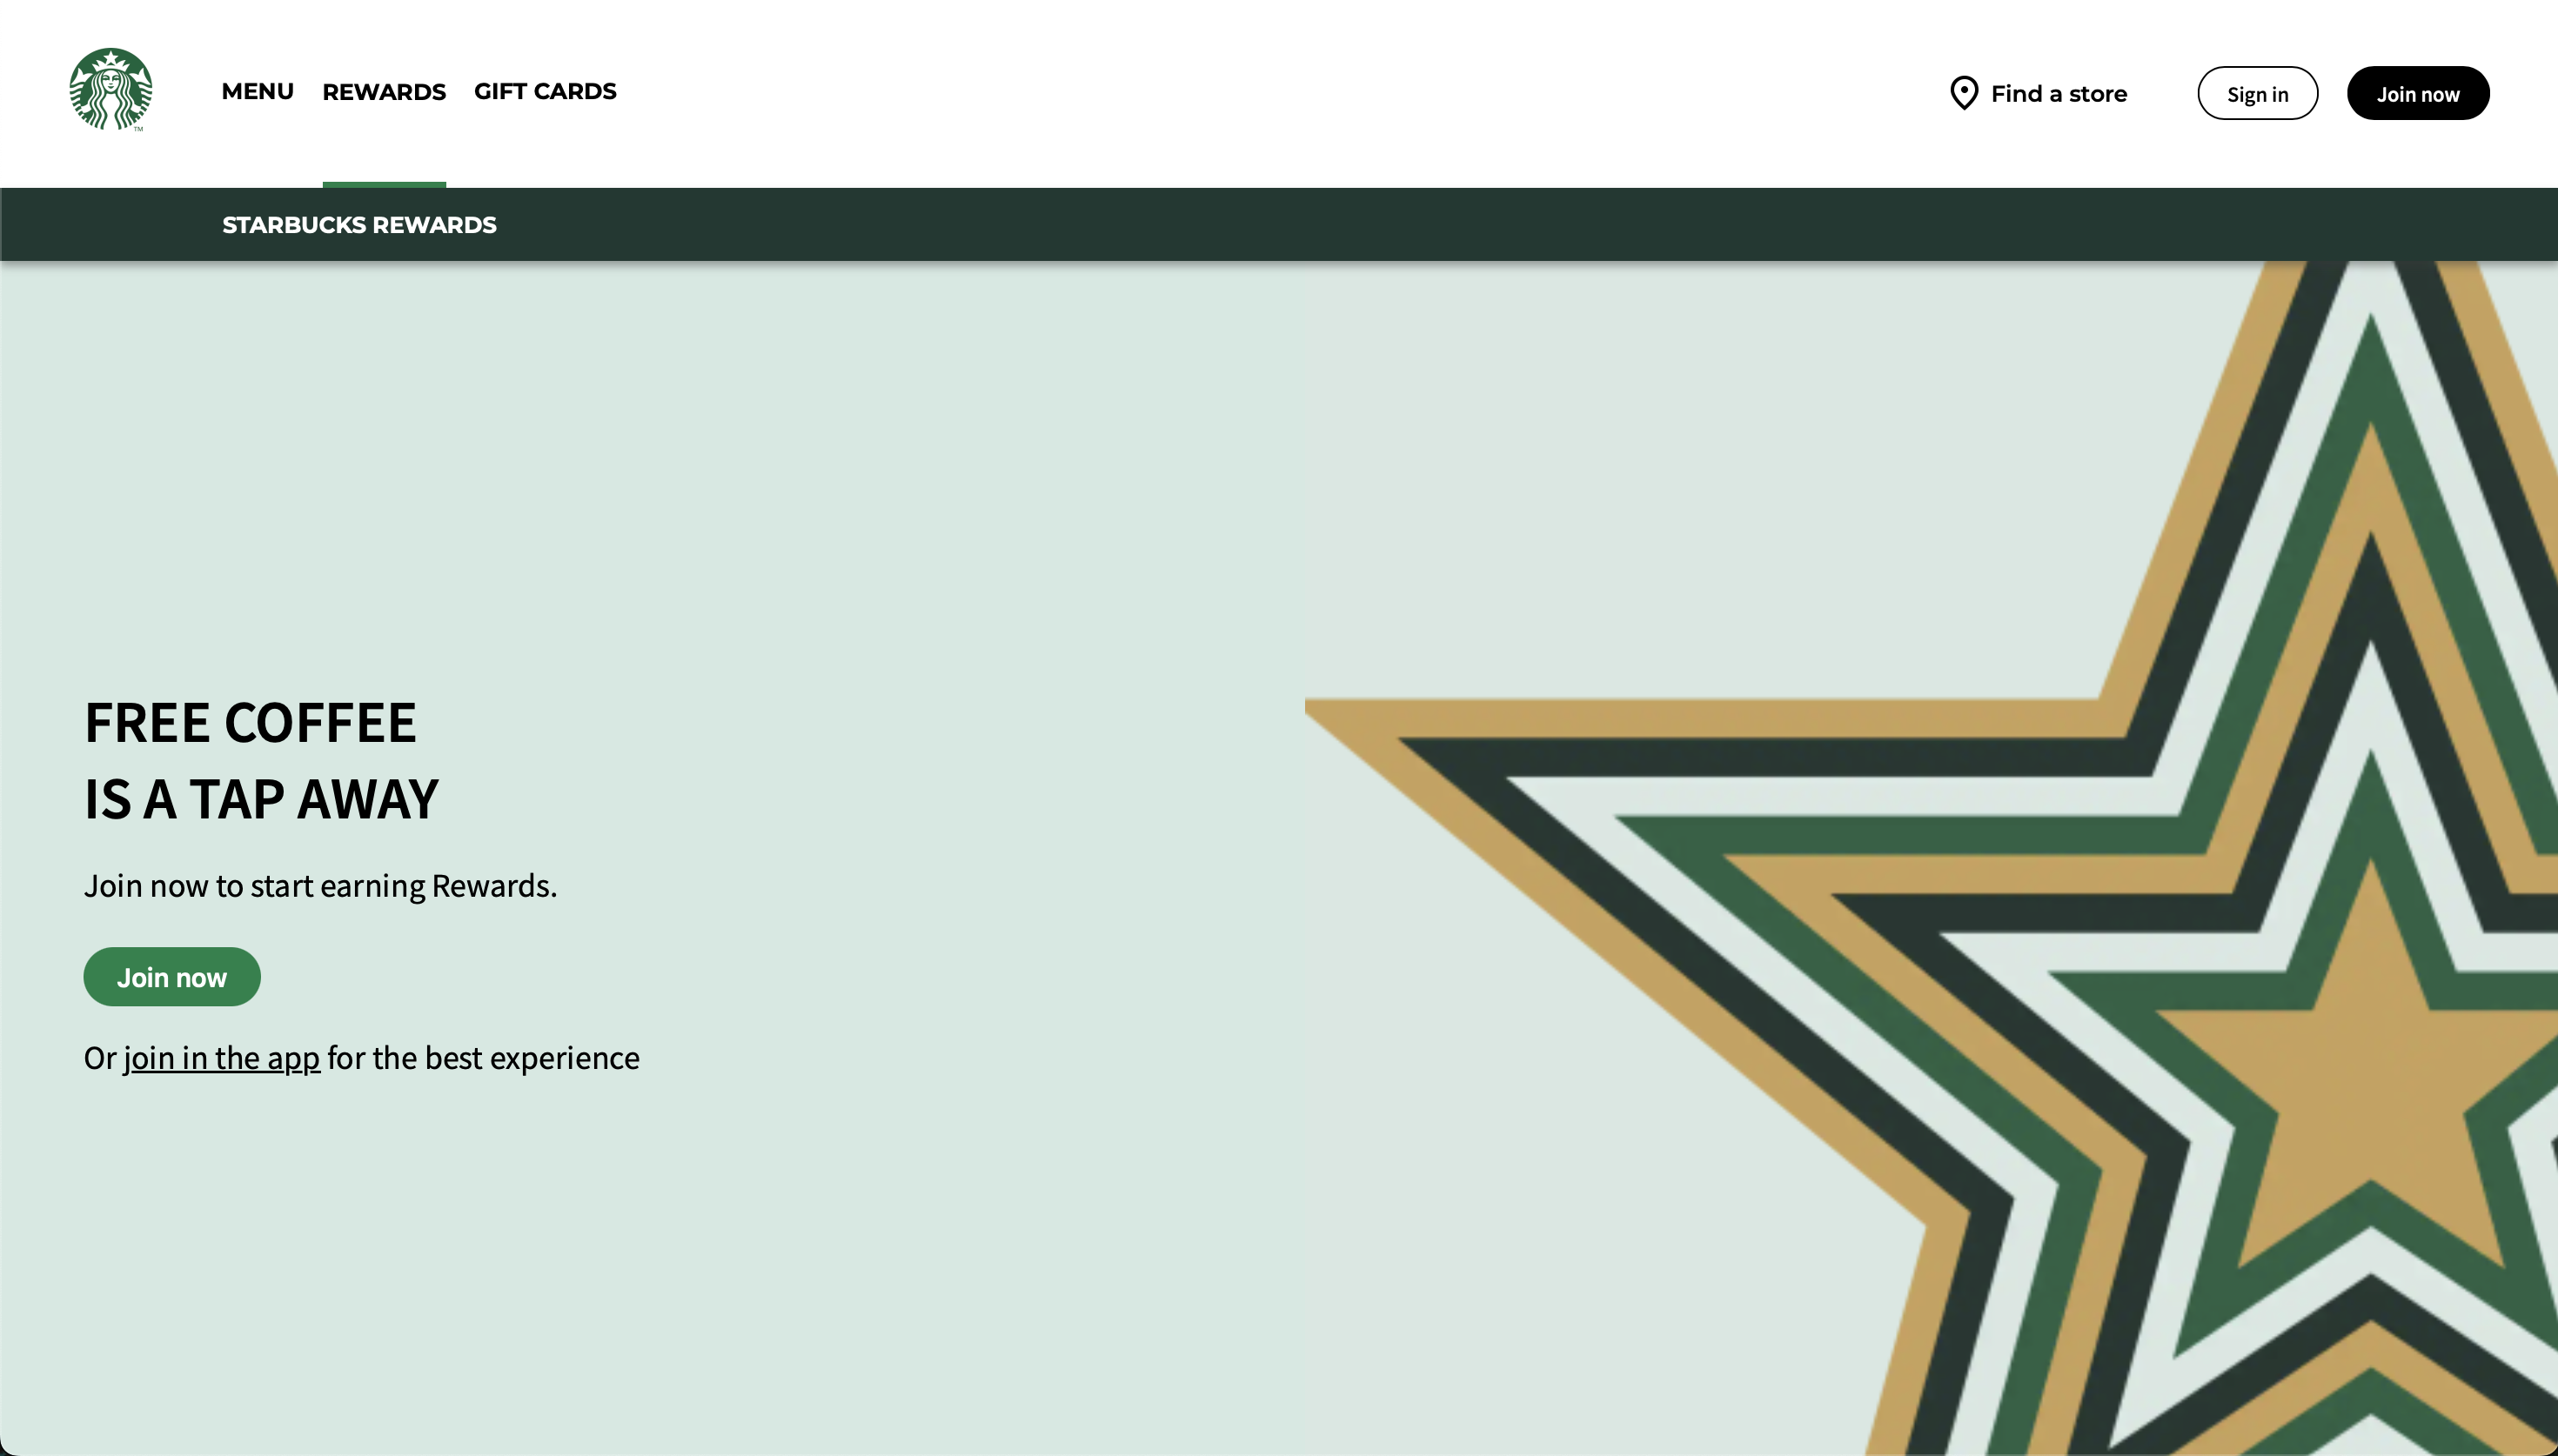 MENU REWARDS GIFT CARDS Find a store Sign in Join now
TM
STARBUCKS REWARDS
FREE COFFEE
IS A TAP AWAY
Join now to start earning Rewards.
Join now
Or join in the app for the best experience